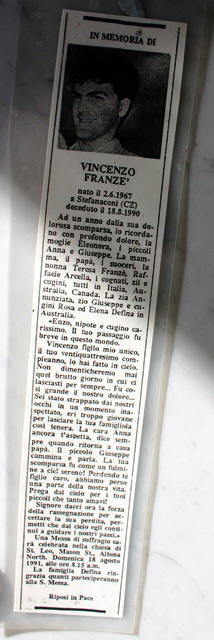 IN MEMORIA DI
VINCENZO
FRANZE'
nato il 2.6.1967
a Stefanaconi (CZ)
deceduto il 18.8.1990
Ad un anno dalla sua do-
lorosa scomparsa, lo ricorda-
no con profondo dolore, la
moglie Eleonora, i piccoli
Anna e Giuseppe. La mam-
ma, il papà, i suoceri, la
nonna Teresa Franzè, Raf-
faele Arcella, i cognati, zii e
cugini, tutti in Italia, Au-
stralia, Canada. La zia An-
nunziata, zio Giuseppe e cu-
gini Rosa ed Elena Defina in
Australia.
«Enzo, nipote e cugino ca-
rissimo. Il tuo passaggio fu
breve in questo mondo.
Vincenzo figlio mio unico,
il tuo ventiquattresimo com-
pleanno, lo hai fatto in cielo.
Non dimenticheremo mai
quel brutto giorno in cui ci
lasciasti per sempre... Fu co-
sì grande il nostro dolore...
Sei stato strappato dai nostri
occhi in un momento ina-
spettato, eri troppo giovane
per lasciare la tua famigliola
così tenera. La cara Anna
ancora t'aspetta, dice sem-
pre quando ritorna a casa
papà. Il piccolo Giuseppe
cammina e parla. La tua
scomparsa fu come un fulmi-
ne a ciel sereno! Perdendo te
figlio caro, abbiamo perso
una parte della nostra vita.
Prega dal cielo per i tuoi
piccoli che tanto amavi!
Signore dacci ora la forza
della rassegnazione per ac-
cettare la sua perdita, per-
metti che dal cielo egli conti-
nui a guidare i nostri passi.»
Una Messa di suffragio sa-
rà celebrata nella chiesa di
St. Leo, Mason St., Altona
North. Domenica 18 agosto
1991, alle ore 8.15 a.m.
La famiglia Defina rin-
grazia quanti parteciperanno
alla S. Messa.
Riposi in Pace